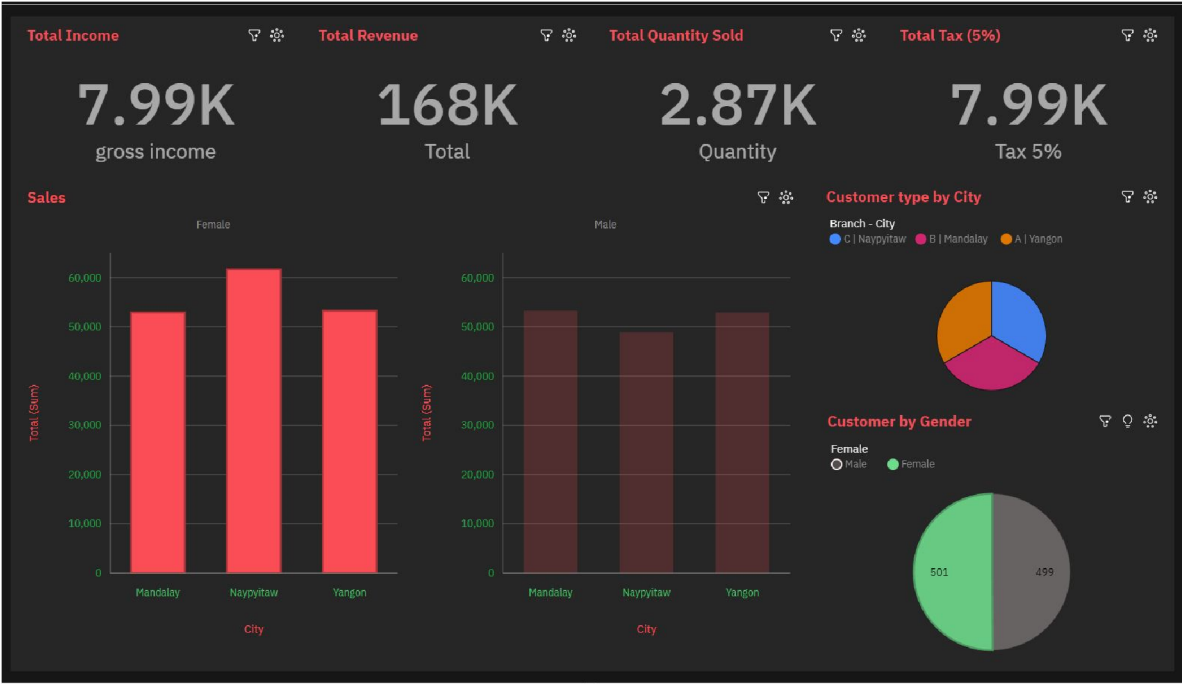 Total Income
Total Revenue
Total Quantity Sold
Total Tax (5%)
7.99K
168K
2.87K
7.99K
gross income
Total
Quantity
Tax 5%
Sales
Female
Male
60,000
50,000
40,000
30,000
20,000
10,000
0
Total (Sum)
Mandalay
Naypyitaw
Yangon
City
60,000
50,000
40,000
30,000
20,000
10,000
0
Total (Sum)
Mandalay
Naypyitaw
Yangon
City
Customer type by City
Branch - City
C | Naypyitaw
B | Mandalay
A | Yangon
Customer by Gender
Female
Male
Female
501
499